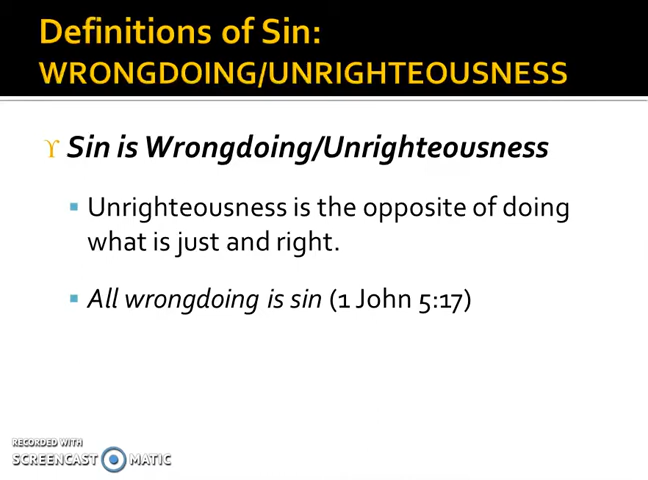 Definitions of Sin:
WRONGDOING/UNRIGHTEOUSNESS
Sin is Wrongdoing/Unrighteousness
Unrighteousness is the opposite of doing
what is just and right.
All wrongdoing is sin (1 John 5:17)
RECORDED WITH
SCREENCAST MATIC